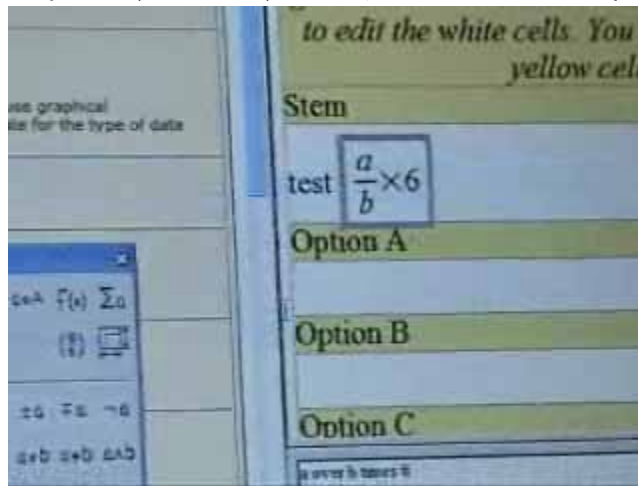 to edit the white cells. You
yellow cel
use graphical
for the type of data
Stem
test a/b×6
Option A
f(x) Σa
Option B
±a ∓a ¬a
Option C
a∧b
a over b times 6